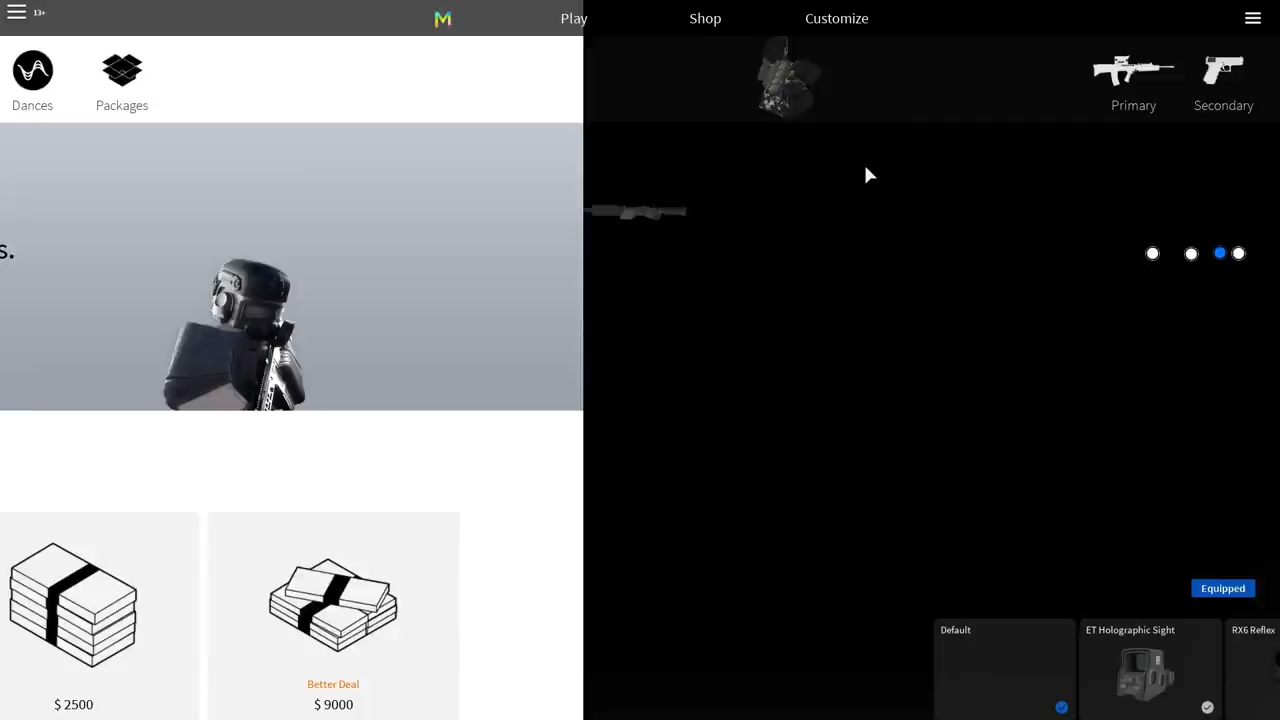 13+
M
Play
Shop
Customize
Dances
Packages
Primary
Secondary
s.
Equipped
Default
ET Holographic Sight
RX6 Reflex
Better Deal
$ 2500
$ 9000